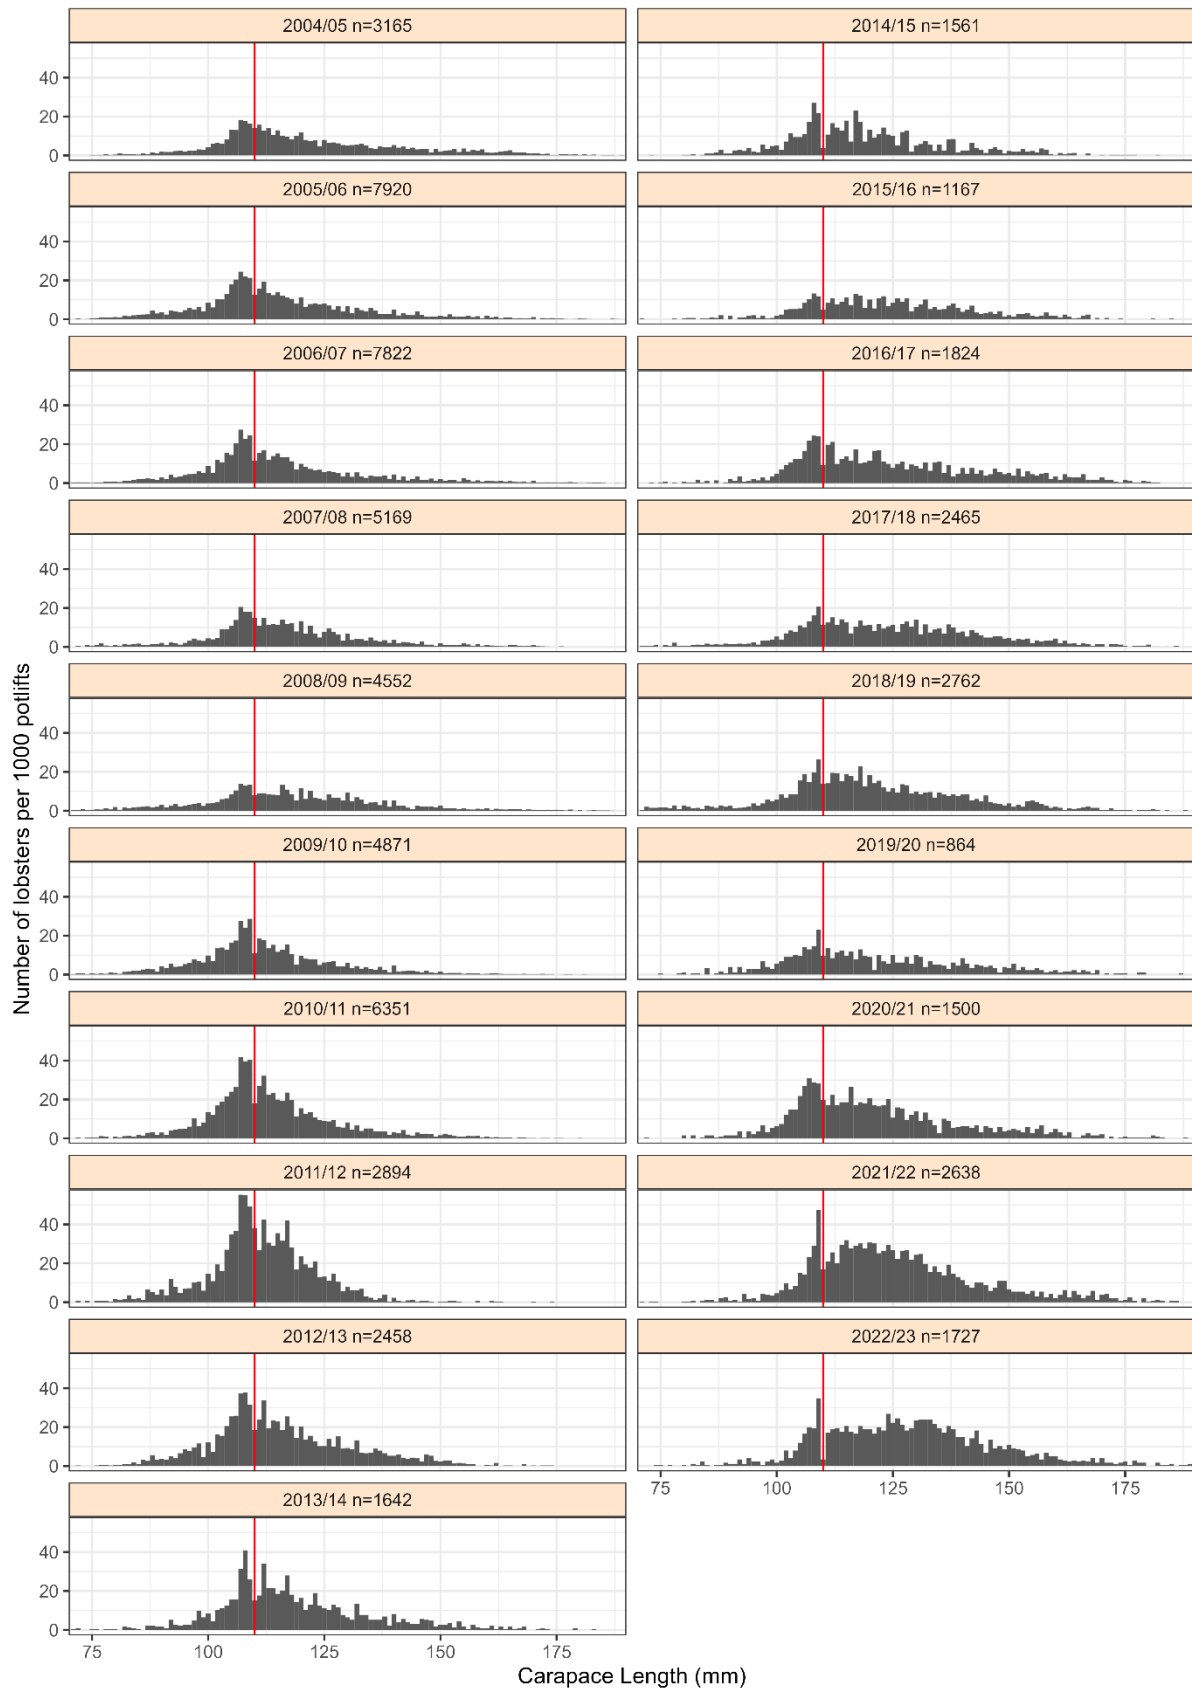 2004/05 n=3165
40
20
0
2005/06 n=7920
40
20
0
2006/07 n=7822
40
20
0
2007/08 n=5169
40
20
0
2008/09 n=4552
40
20
0
2009/10 n=4871
40
20
0
2010/11 n=6351
40
20
0
2011/12 n=2894
40
20
0
2012/13 n=2458
40
20
0
2013/14 n=1642
40
20
0
75 100 125 150 175
2014/15 n=1561
2015/16 n=1167
2016/17 n=1824
2017/18 n=2465
2018/19 n=2762
2019/20 n=864
2020/21 n=1500
2021/22 n=2638
2022/23 n=1727
75 100 125 150 175
Number of lobsters per 1000 potlifts
Carapace Length (mm)